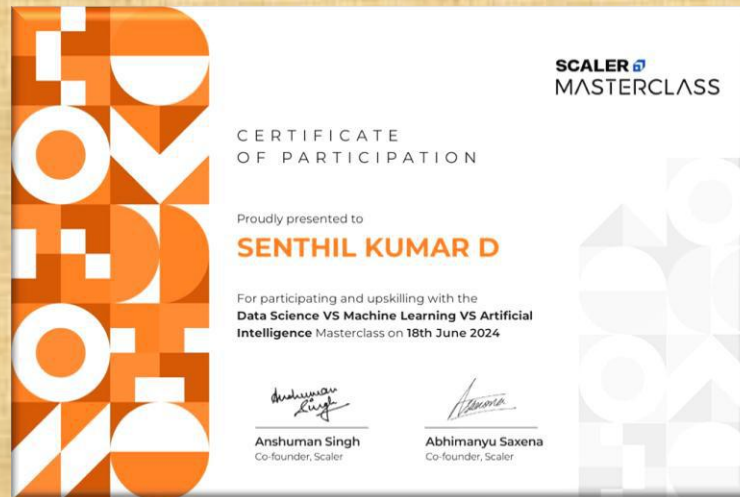 SCALER
MASTERCLASS
CERTIFICATE
OF PARTICIPATION
Proudly presented to
SENTHIL KUMAR D
For participating and upskilling with the
Data Science VS Machine Learning VS Artificial
Intelligence Masterclass on 18th June 2024
Anshuman
Singh
Anshuman Singh
Co-founder, Scaler
Abhimanyu Saxena
Co-founder, Scaler